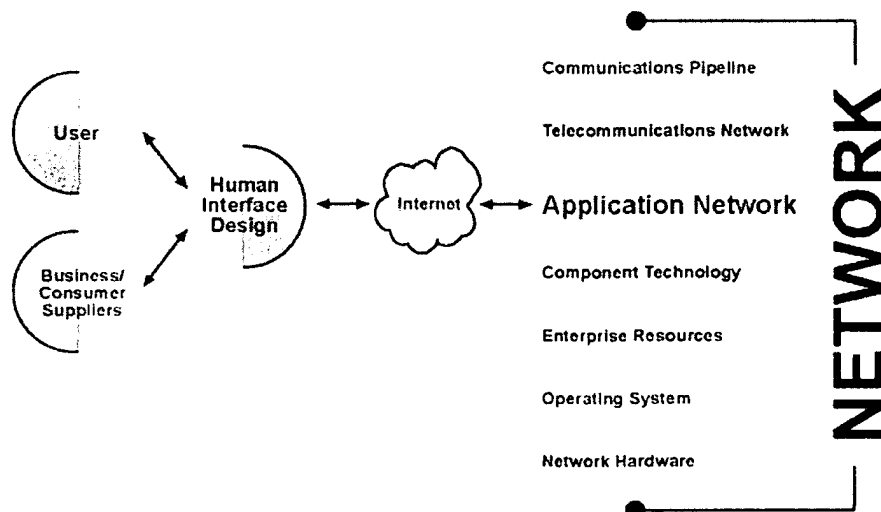 User
Business/
Consumer
Suppliers
Human
Interface
Design
Internet
Communications Pipeline
Telecommunications Network
Application Network
Component Technology
Enterprise Resources
Operating System
Network Hardware
NETWORK